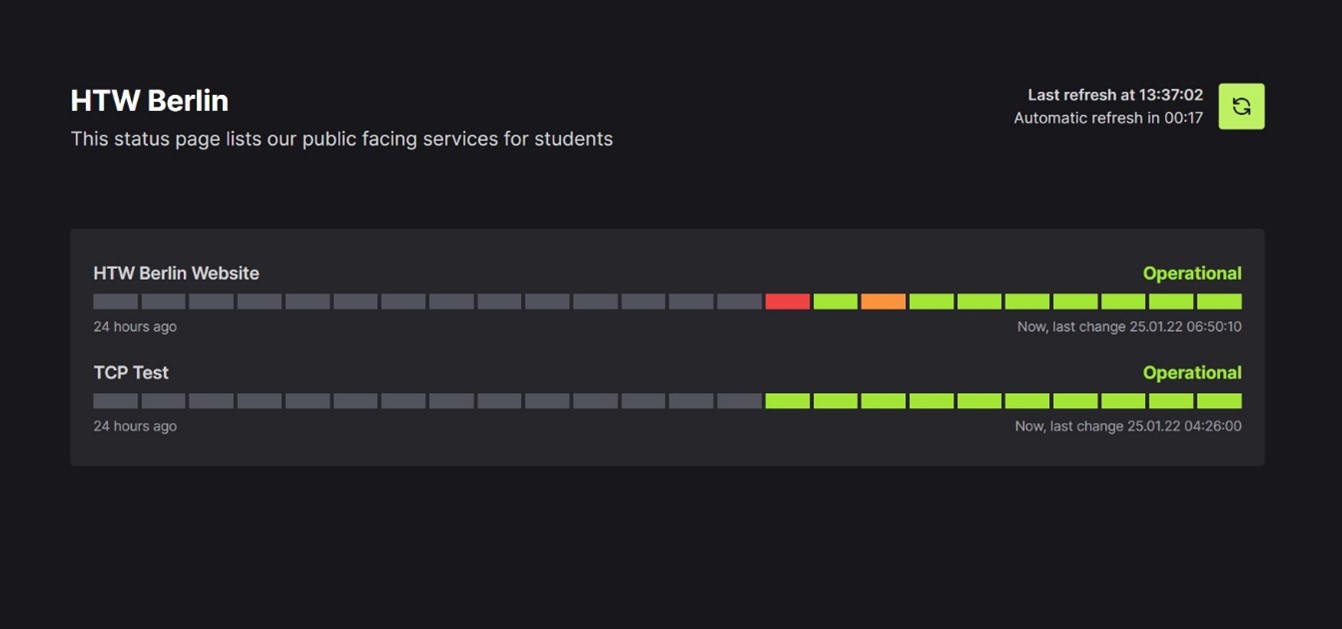 HTW Berlin
This status page lists our public facing services for students
Last refresh at 13:37:02
Automatic refresh in 00:17
HTW Berlin Website
Operational
24 hours ago
Now, last change 25.01.22 06:50:10
TCP Test
Operational
24 hours ago
Now, last change 25.01.22 04:26:00